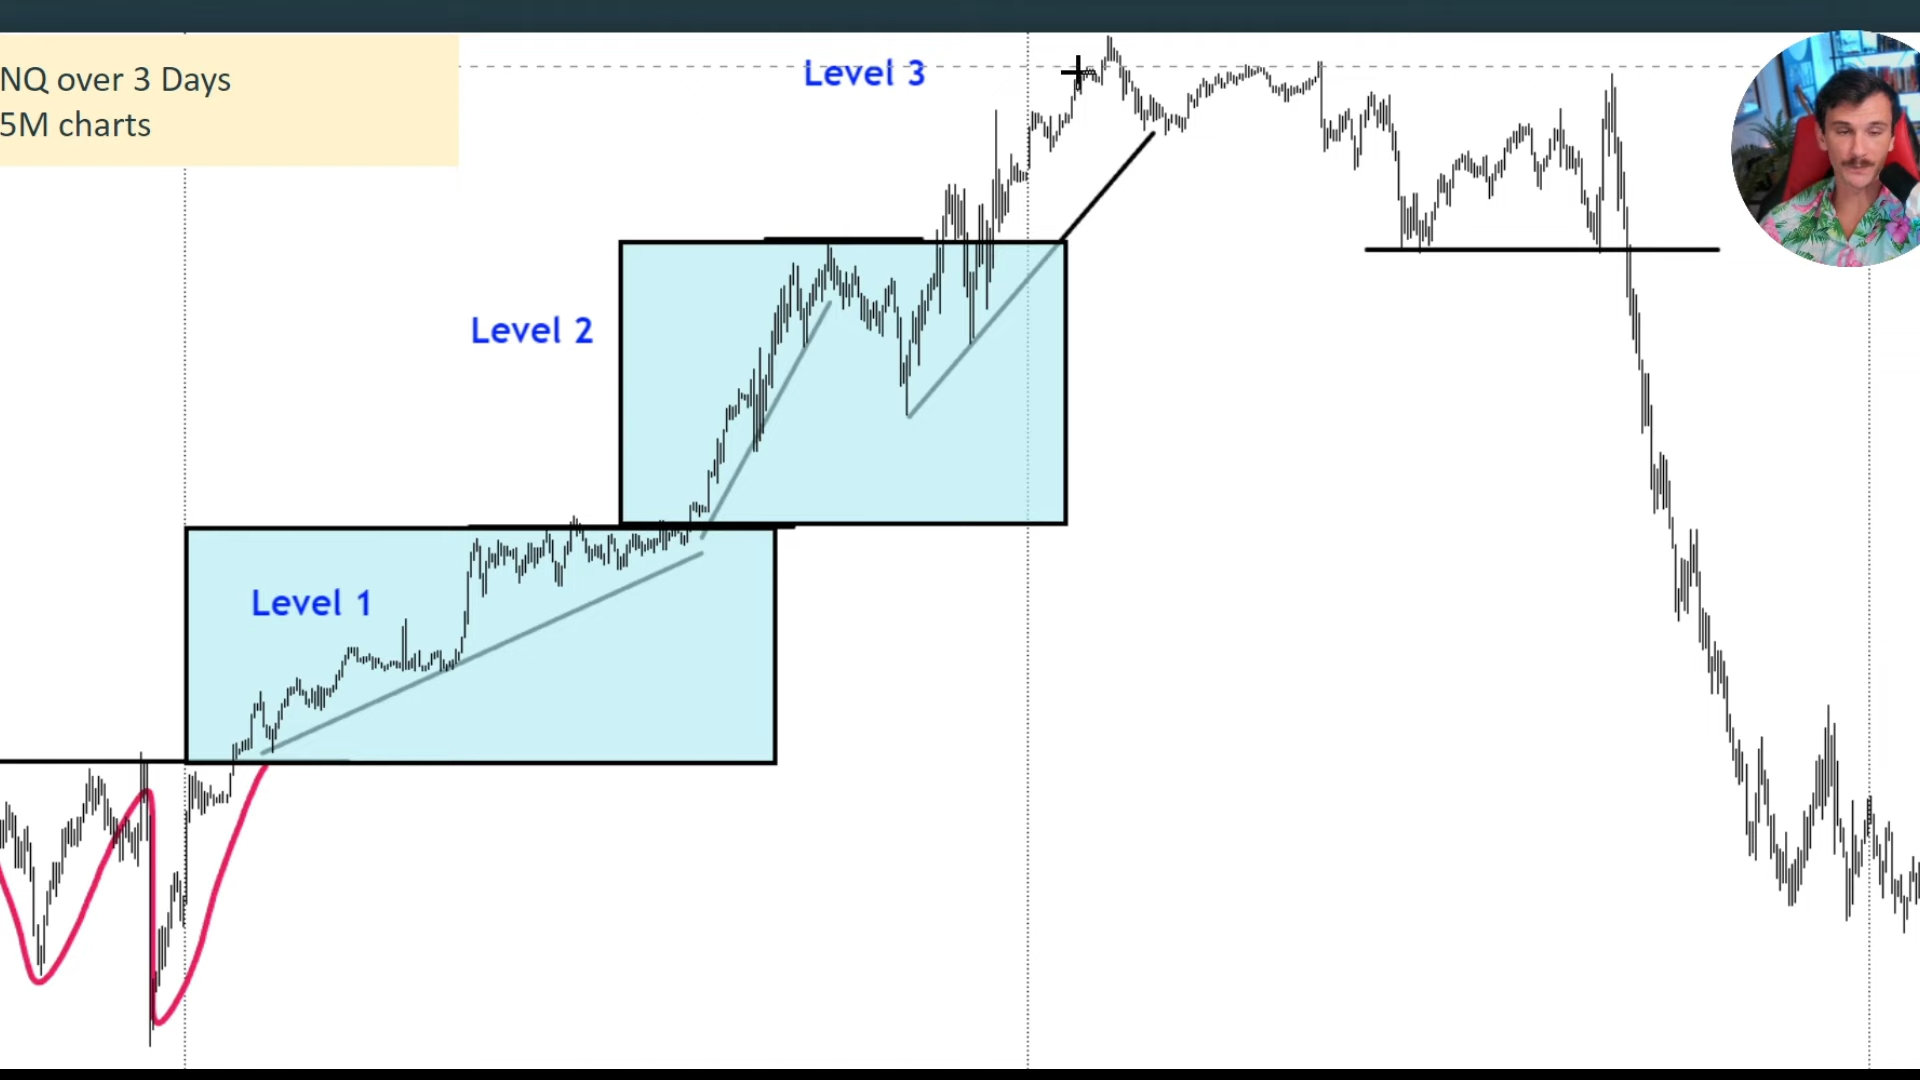 NQ over 3 Days
5M charts
Level 3
Level 2
Level 1